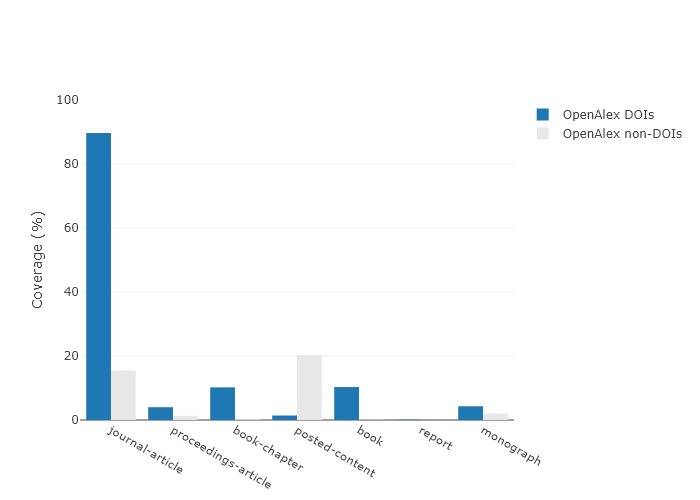 100
80
60
40
20
0
Coverage (%)
journal-article
proceedings-article
book-chapter
posted-content
book
report
monograph
OpenAlex DOIs
OpenAlex non-DOIs